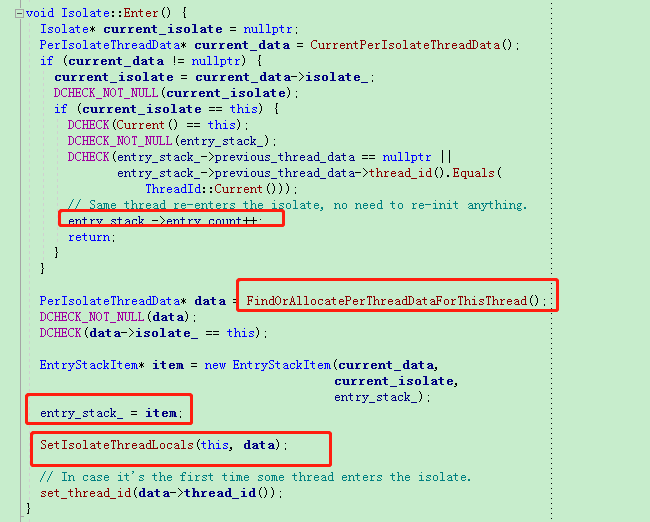 void Isolate::Enter() {
  Isolate* current_isolate = nullptr;
  PerIsolateThreadData* current_data = CurrentPerIsolateThreadData();
  if (current_data != nullptr) {
    current_isolate = current_data->isolate_;
    DCHECK_NOT_NULL(current_isolate);
    if (current_isolate == this) {
      DCHECK(Current() == this);
      DCHECK_NOT_NULL(entry_stack_);
      DCHECK(entry_stack_->previous_thread_data == nullptr ||
             entry_stack_->previous_thread_data->thread_id().Equals(
                 ThreadId::Current()));
      // Same thread re-enters the isolate, no need to re-init anything.
      entry_stack_->entry_count++;
      return;
    }
  }

  PerIsolateThreadData* data = FindOrAllocatePerThreadDataForThisThread();
  DCHECK_NOT_NULL(data);
  DCHECK(data->isolate_ == this);

  EntryStackItem* item = new EntryStackItem(current_data,
                                            current_isolate,
                                            entry_stack_);
  entry_stack_ = item;

  SetIsolateThreadLocals(this, data);

  // In case it's the first time some thread enters the isolate.
  set_thread_id(data->thread_id());
}